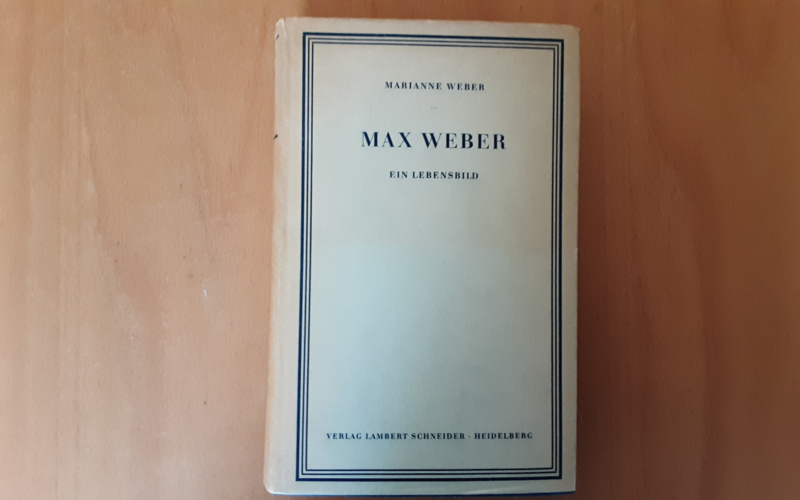 MARIANNE WEBER
MAX WEBER
EIN LEBENSBILD
VERLAG LAMBERT SCHNEIDER · HEIDELBERG